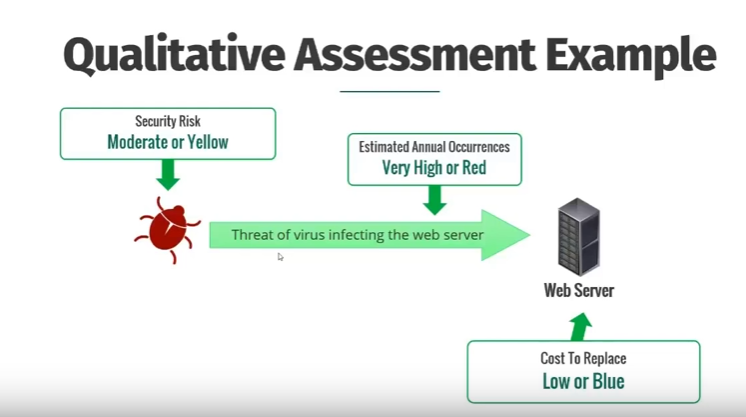 Qualitative Assessment Example
Security Risk
Moderate or Yellow
Estimated Annual Occurrences
Very High or Red
Threat of virus infecting the web server
Web Server
Cost To Replace
Low or Blue